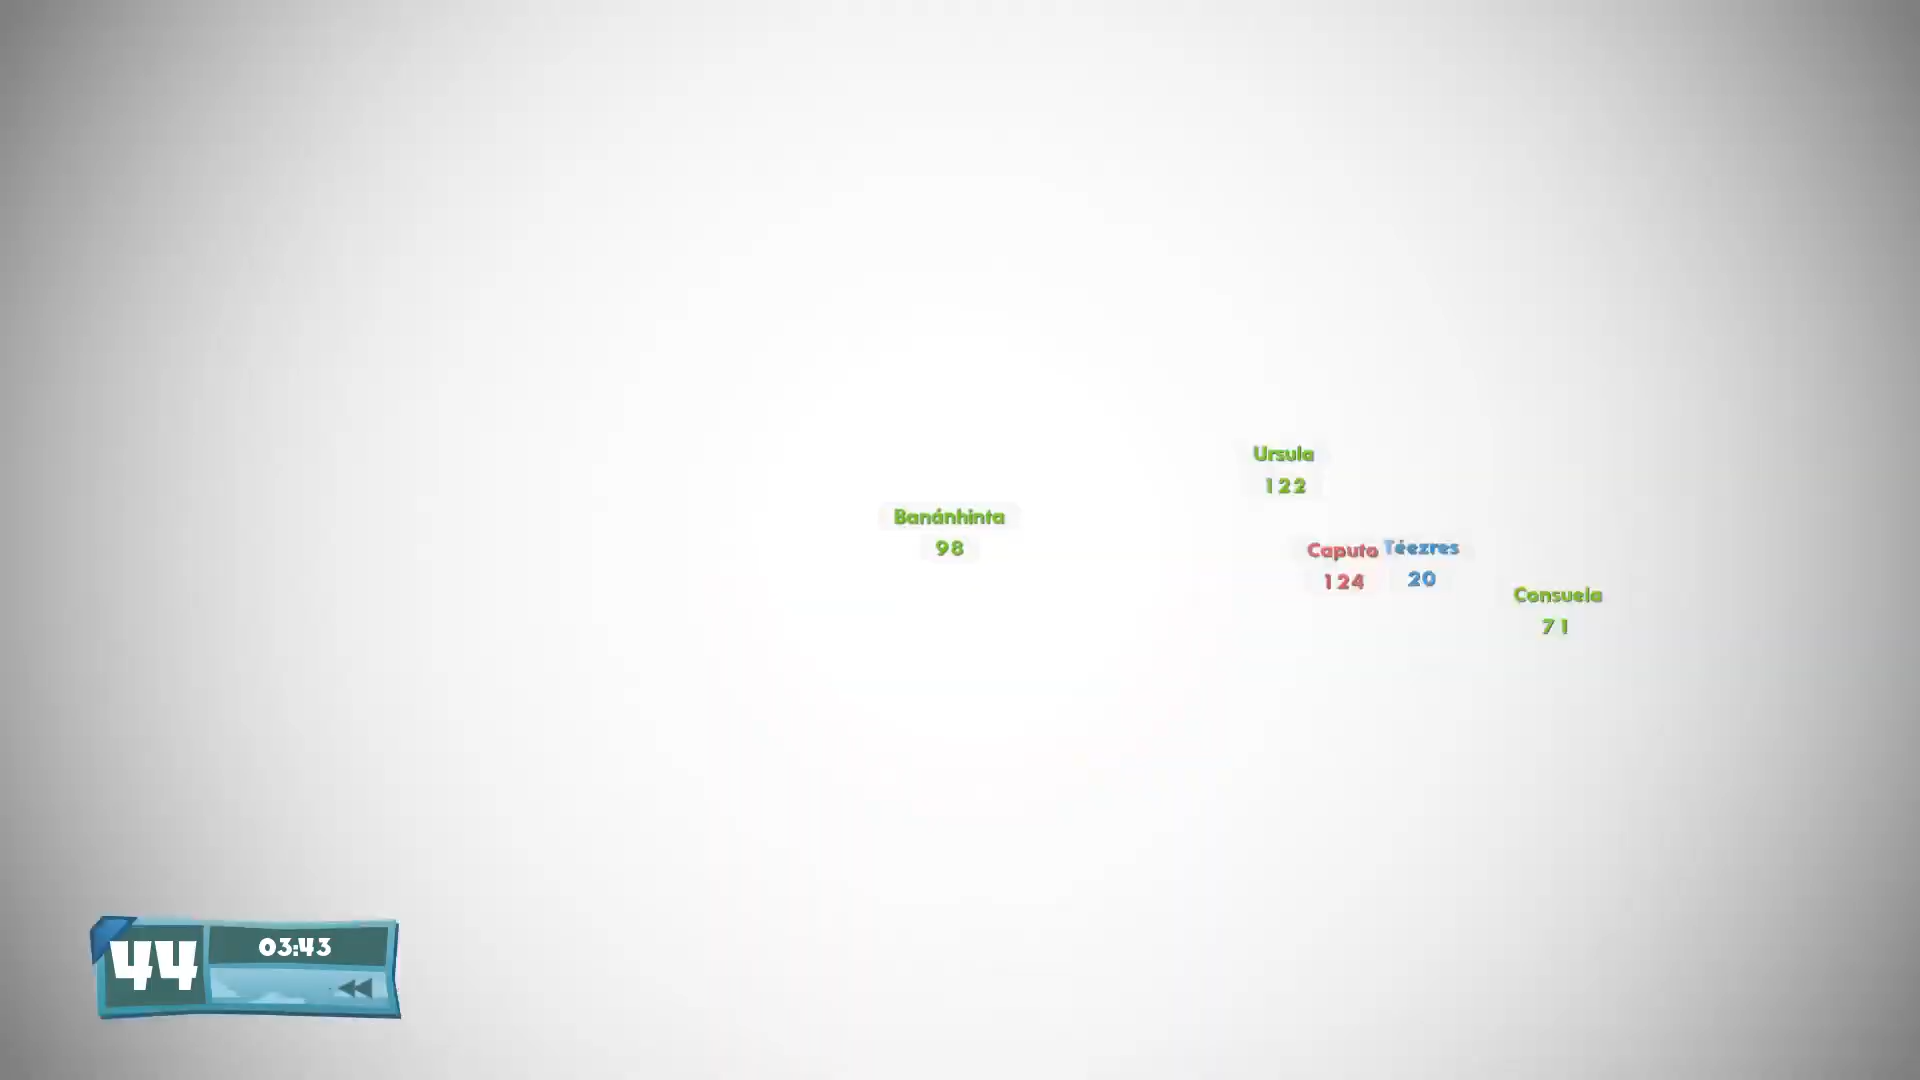 Ursula
122
Banánhinta
98
Caputo
124
Téezres
20
Consuela
71
44
03:43